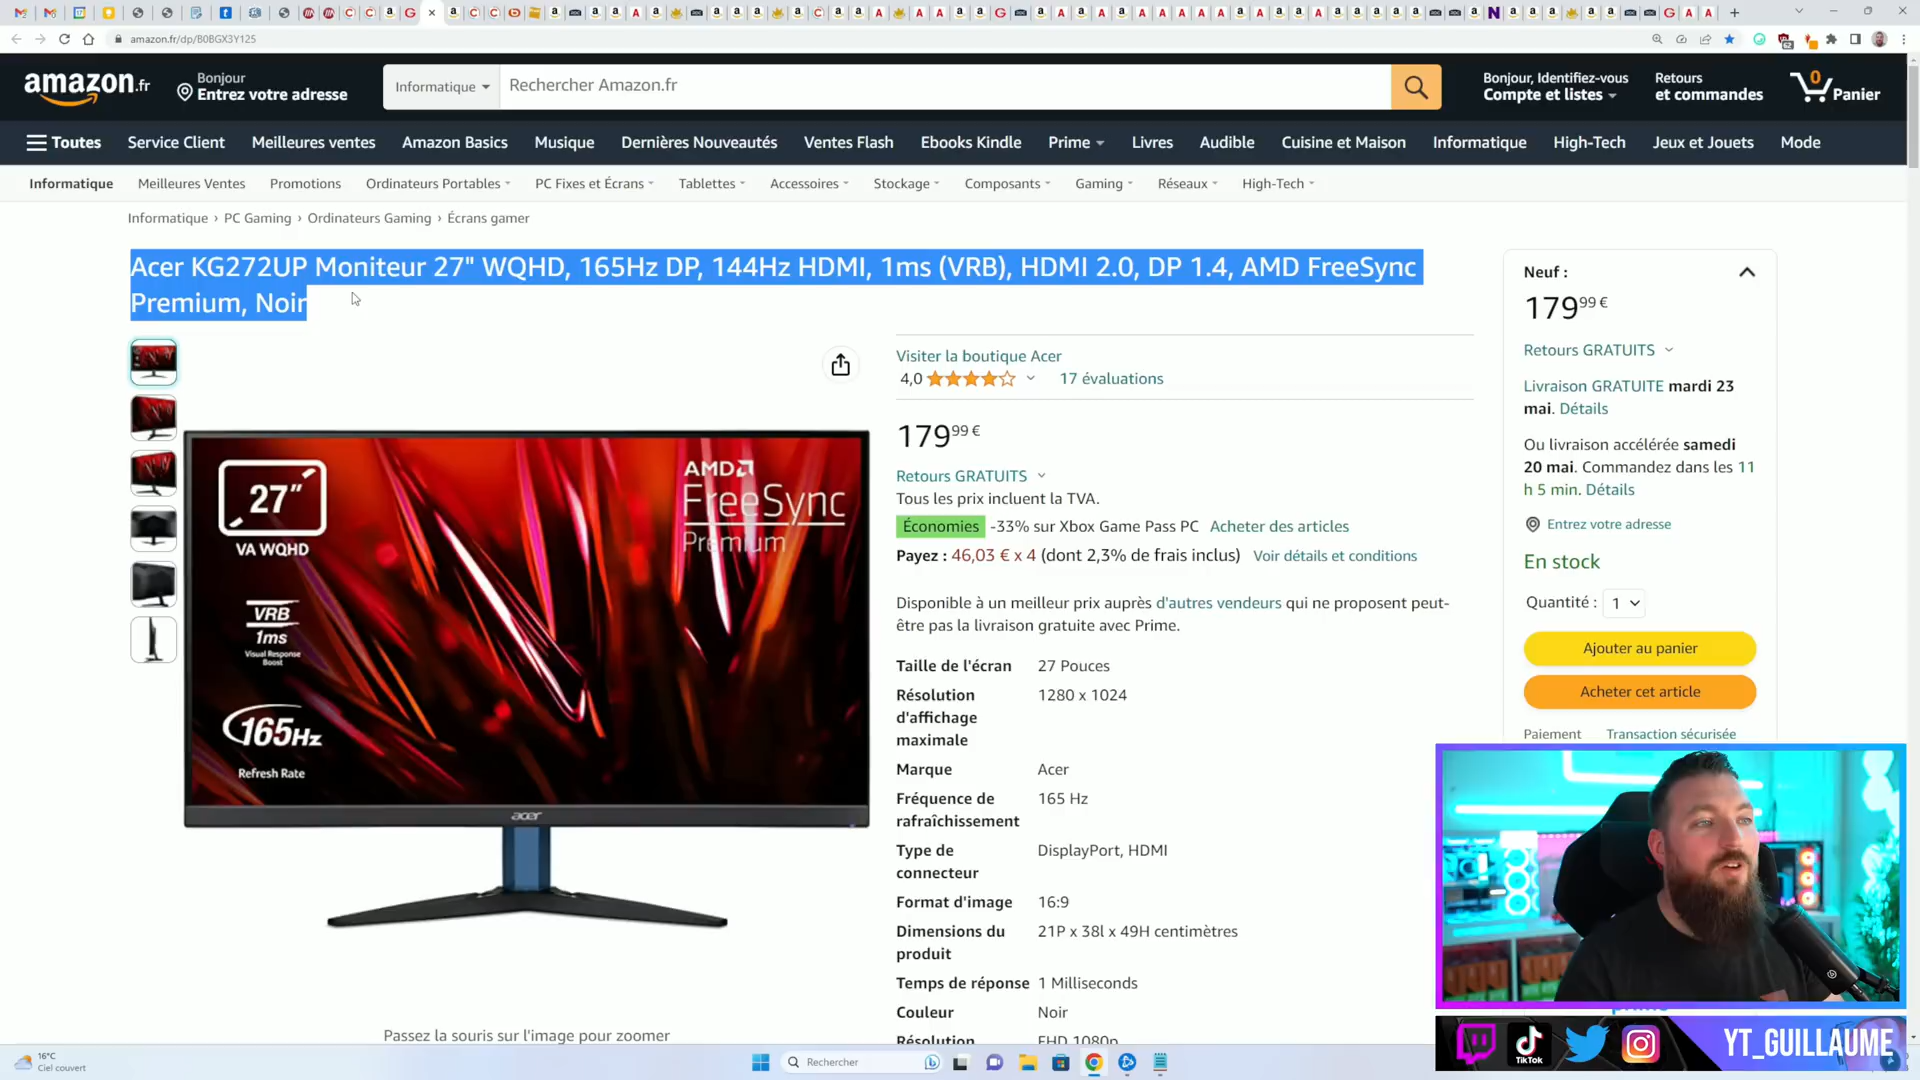 amazon.fr/dp/B0BGX3Y125
amazon.fr
Bonjour
Entrez votre adresse
Informatique
Rechercher Amazon.fr
Bonjour, Identifiez-vous
Compte et listes
Retours
et commandes
0
Panier
Toutes
Service Client
Meilleures ventes
Amazon Basics
Musique
Dernières Nouveautés
Ventes Flash
Ebooks Kindle
Prime
Livres
Audible
Cuisine et Maison
Informatique
High-Tech
Jeux et Jouets
Mode
Informatique
Meilleures Ventes
Promotions
Ordinateurs Portables
PC Fixes et Écrans
Tablettes
Accessoires
Stockage
Composants
Gaming
Réseaux
High-Tech
Informatique › PC Gaming › Ordinateurs Gaming › Écrans gamer
Acer KG272UP Moniteur 27" WQHD, 165Hz DP, 144Hz HDMI, 1ms (VRB), HDMI 2.0, DP 1.4, AMD FreeSync
Premium, Noir
27"
VA WQHD
VRB
1ms
Visual Response
Boost
165Hz
Refresh Rate
AMD
FreeSync
Premium
acer
Passez la souris sur l'image pour zoomer
Visiter la boutique Acer
4,0
17 évaluations
179,99 €
Retours GRATUITS
Tous les prix incluent la TVA.
Économies -33% sur Xbox Game Pass PC Acheter des articles
Payez : 46,03 € x 4 (dont 2,3% de frais inclus) Voir détails et conditions
Disponible à un meilleur prix auprès d'autres vendeurs qui ne proposent peut-
être pas la livraison gratuite avec Prime.
Taille de l'écran 27 Pouces
Résolution 1280 x 1024
d'affichage
maximale
Marque Acer
Fréquence de 165 Hz
rafraîchissement
Type de DisplayPort, HDMI
connecteur
Format d'image 16:9
Dimensions du 21P x 38l x 49H centimètres
produit
Temps de réponse 1 Milliseconds
Couleur Noir
Résolution FHD 1080p
Neuf :
179,99 €
Retours GRATUITS
Livraison GRATUITE mardi 23
mai. Détails
Ou livraison accélérée samedi
20 mai. Commandez dans les 11
h 5 min. Détails
Entrez votre adresse
En stock
Quantité : 1
Ajouter au panier
Acheter cet article
Paiement Transaction sécurisée
prime
TikTok
YT_GUILLAUME
16°C
Ciel couvert
Rechercher